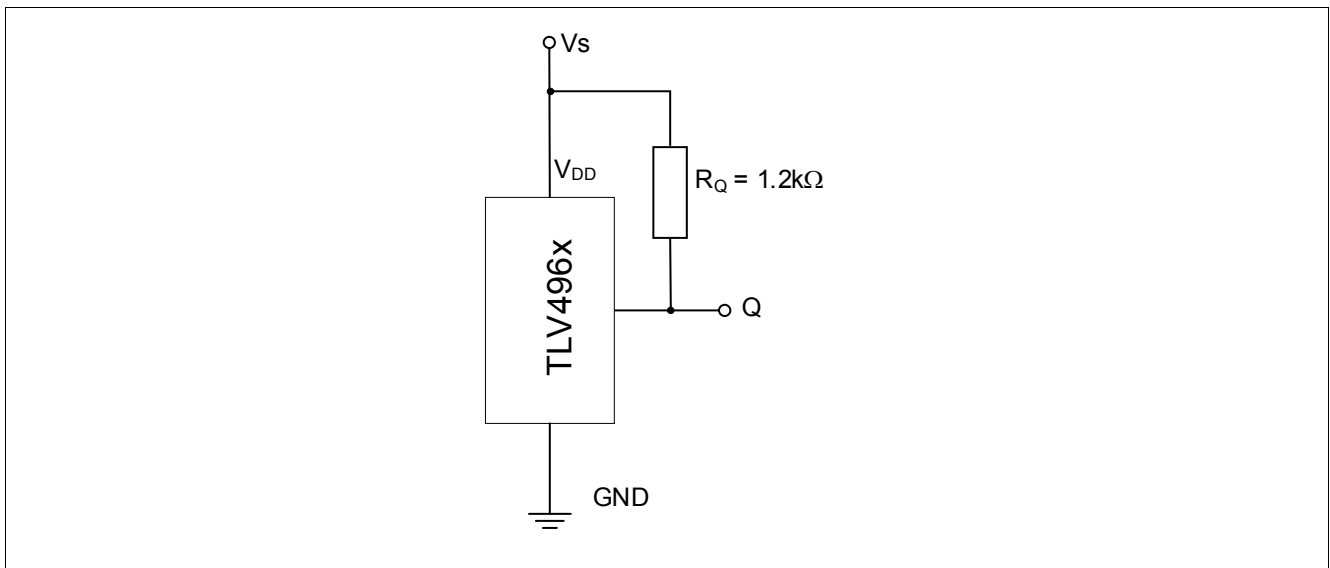 Vs
VDD
RQ = 1.2kΩ
TLV496x
Q
GND